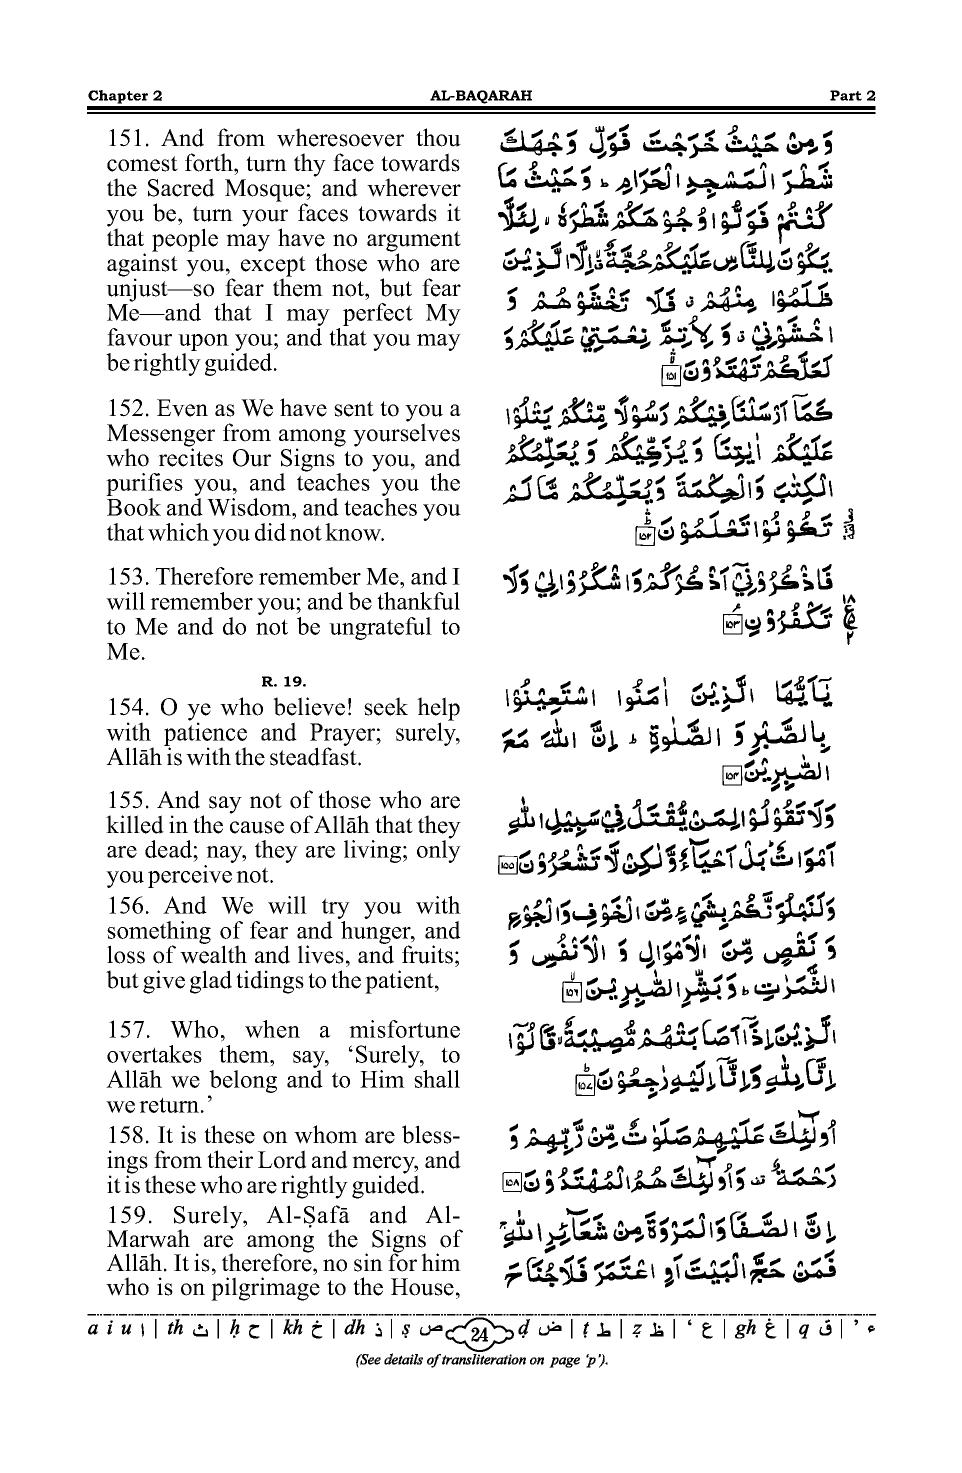 Chapter 2 AL-BAQARAH Part 2
151. And from wheresoever thou
comest forth, turn thy face towards
the Sacred Mosque; and wherever
you be, turn your faces towards it
that people may have no argument
against you, except those who are
unjust—so fear them not, but fear
Me—and that I may perfect My
favour upon you; and that you may
be rightly guided.
وَ مِنْ حَيْثُ خَرَجْتَ فَوَلِّ وَجْهَكَ
شَطْرَ الْمَسْجِدِ الْحَرَامِ ؕ وَحَيْثُ مَا
كُنْتُمْ فَوَلُّوْا وُجُوْهَكُمْ شَطْرَهٗ ۙ لِئَلَّا
يَكُوْنَ لِلنَّاسِ عَلَيْكُمْ حُجَّةٌ ۙ اِلَّا الَّذِيْنَ
ظَلَمُوْا مِنْهُمْ ۗ فَلَا تَخْشَوْهُمْ وَ
اخْشَوْنِيْ ۗ وَ لِاُتِمَّ نِعْمَتِيْ عَلَيْكُمْ وَ
لَعَلَّكُمْ تَهْتَدُوْنَ ۙ۝۱۵۱
152. Even as We have sent to you a
Messenger from among yourselves
who recites Our Signs to you, and
purifies you, and teaches you the
Book and Wisdom, and teaches you
that which you did not know.
كَمَاۤ اَرْسَلْنَا فِيْكُمْ رَسُوْلًا مِّنْكُمْ يَتْلُوْا
عَلَيْكُمْ اٰيٰتِنَا وَ يُزَكِّيْكُمْ وَ يُعَلِّمُكُمُ
الْكِتٰبَ وَالْحِكْمَةَ وَيُعَلِّمُكُمْ مَّا لَمْ
تَكُوْنُوْا تَعْلَمُوْنَ ؕ۝۱۵۲
153. Therefore remember Me, and I
will remember you; and be thankful
to Me and do not be ungrateful to
Me.
فَاذْكُرُوْنِيْۤ اَذْكُرْكُمْ وَاشْكُرُوْا لِيْ وَلَا
تَكْفُرُوْنِ ۝۱۵۳
R. 19.
154. O ye who believe! seek help
with patience and Prayer; surely,
Allāh is with the steadfast.
يٰۤاَيُّهَا الَّذِيْنَ اٰمَنُوا اسْتَعِيْنُوْا
بِالصَّبْرِ وَ الصَّلٰوةِ ؕ اِنَّ اللّٰهَ مَعَ
الصّٰبِرِيْنَ ۝۱۵۴
155. And say not of those who are
killed in the cause of Allāh that they
are dead; nay, they are living; only
you perceive not.
وَلَا تَقُوْلُوْا لِمَنْ يُّقْتَلُ فِيْ سَبِيْلِ اللّٰهِ
اَمْوَاتٌ ؕ بَلْ اَحْيَآءٌ وَّلٰكِنْ لَّا تَشْعُرُوْنَ ۝۱۵۵
156. And We will try you with
something of fear and hunger, and
loss of wealth and lives, and fruits;
but give glad tidings to the patient,
وَلَنَبْلُوَنَّكُمْ بِشَيْءٍ مِّنَ الْخَوْفِ وَالْجُوْعِ
وَ نَقْصٍ مِّنَ الْاَمْوَالِ وَ الْاَنْفُسِ وَ
الثَّمَرٰتِ ؕ وَبَشِّرِ الصّٰبِرِيْنَ ۙ۝۱۵۶
157. Who, when a misfortune
overtakes them, say, ‘Surely, to
Allāh we belong and to Him shall
we return.’
الَّذِيْنَ اِذَاۤ اَصَابَتْهُمْ مُّصِيْبَةٌ ۙ قَالُوْۤا
اِنَّا لِلّٰهِ وَاِنَّاۤ اِلَيْهِ رٰجِعُوْنَ ؕ۝۱۵۷
158. It is these on whom are bless-
ings from their Lord and mercy, and
it is these who are rightly guided.
اُولٰٓئِكَ عَلَيْهِمْ صَلَوٰتٌ مِّنْ رَّبِّهِمْ وَ
رَحْمَةٌ ۟ وَاُولٰٓئِكَ هُمُ الْمُهْتَدُوْنَ ۝۱۵۸
159. Surely, Al-Ṣafā and Al-
Marwah are among the Signs of
Allāh. It is, therefore, no sin for him
who is on pilgrimage to the House,
اِنَّ الصَّفَا وَالْمَرْوَةَ مِنْ شَعَآئِرِ اللّٰهِ ۚ
فَمَنْ حَجَّ الْبَيْتَ اَوِ اعْتَمَرَ فَلَا جُنَاحَ
a i u ا | th ث | ḥ ح | kh خ | dh ذ | ṣ ص 24 ḍ ض | ṭ ط | ẓ ظ | ‘ ع | gh غ | q ق | ’ ء
(See details of transliteration on page ‘p’).